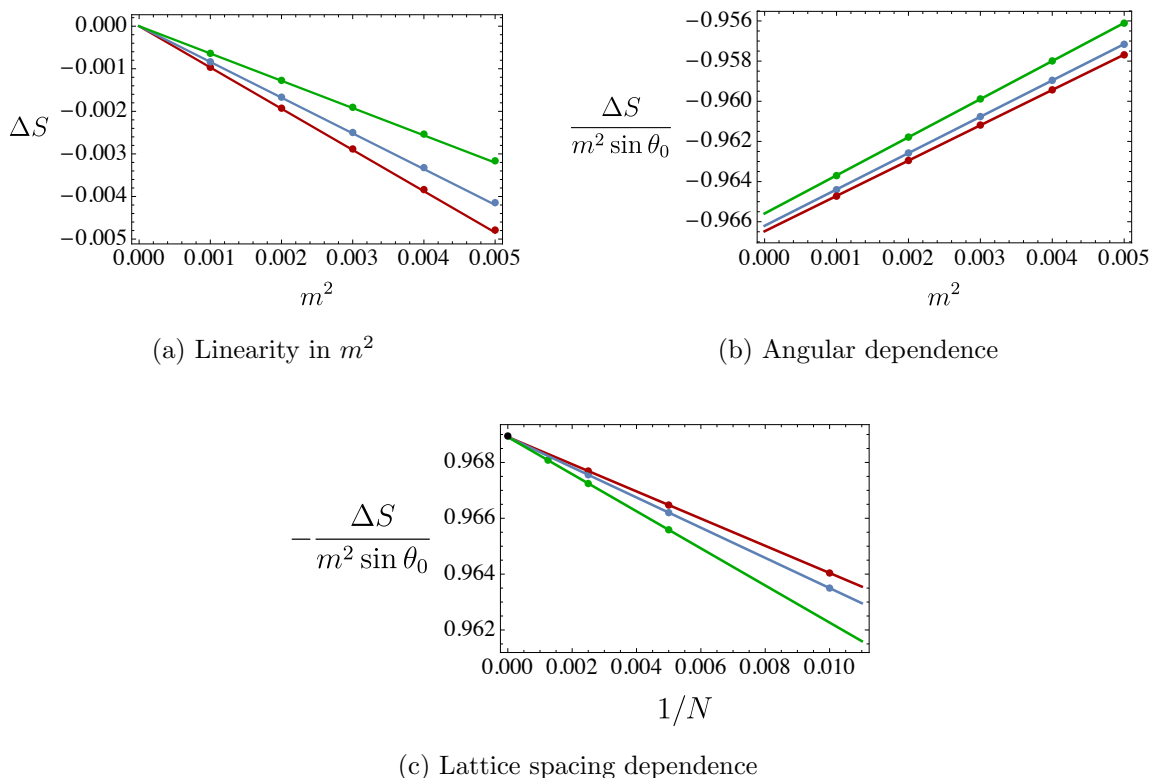 0.000
−0.001
−0.002
−0.003
−0.004
−0.005
ΔS
0.000 0.001 0.002 0.003 0.004 0.005
m²
(a) Linearity in m²
−0.956
−0.958
−0.960
−0.962
−0.964
−0.966
ΔS
m² sin θ₀
0.000 0.001 0.002 0.003 0.004 0.005
m²
(b) Angular dependence
0.968
0.966
0.964
0.962
− ΔS
m² sin θ₀
0.000 0.002 0.004 0.006 0.008 0.010
1/N
(c) Lattice spacing dependence